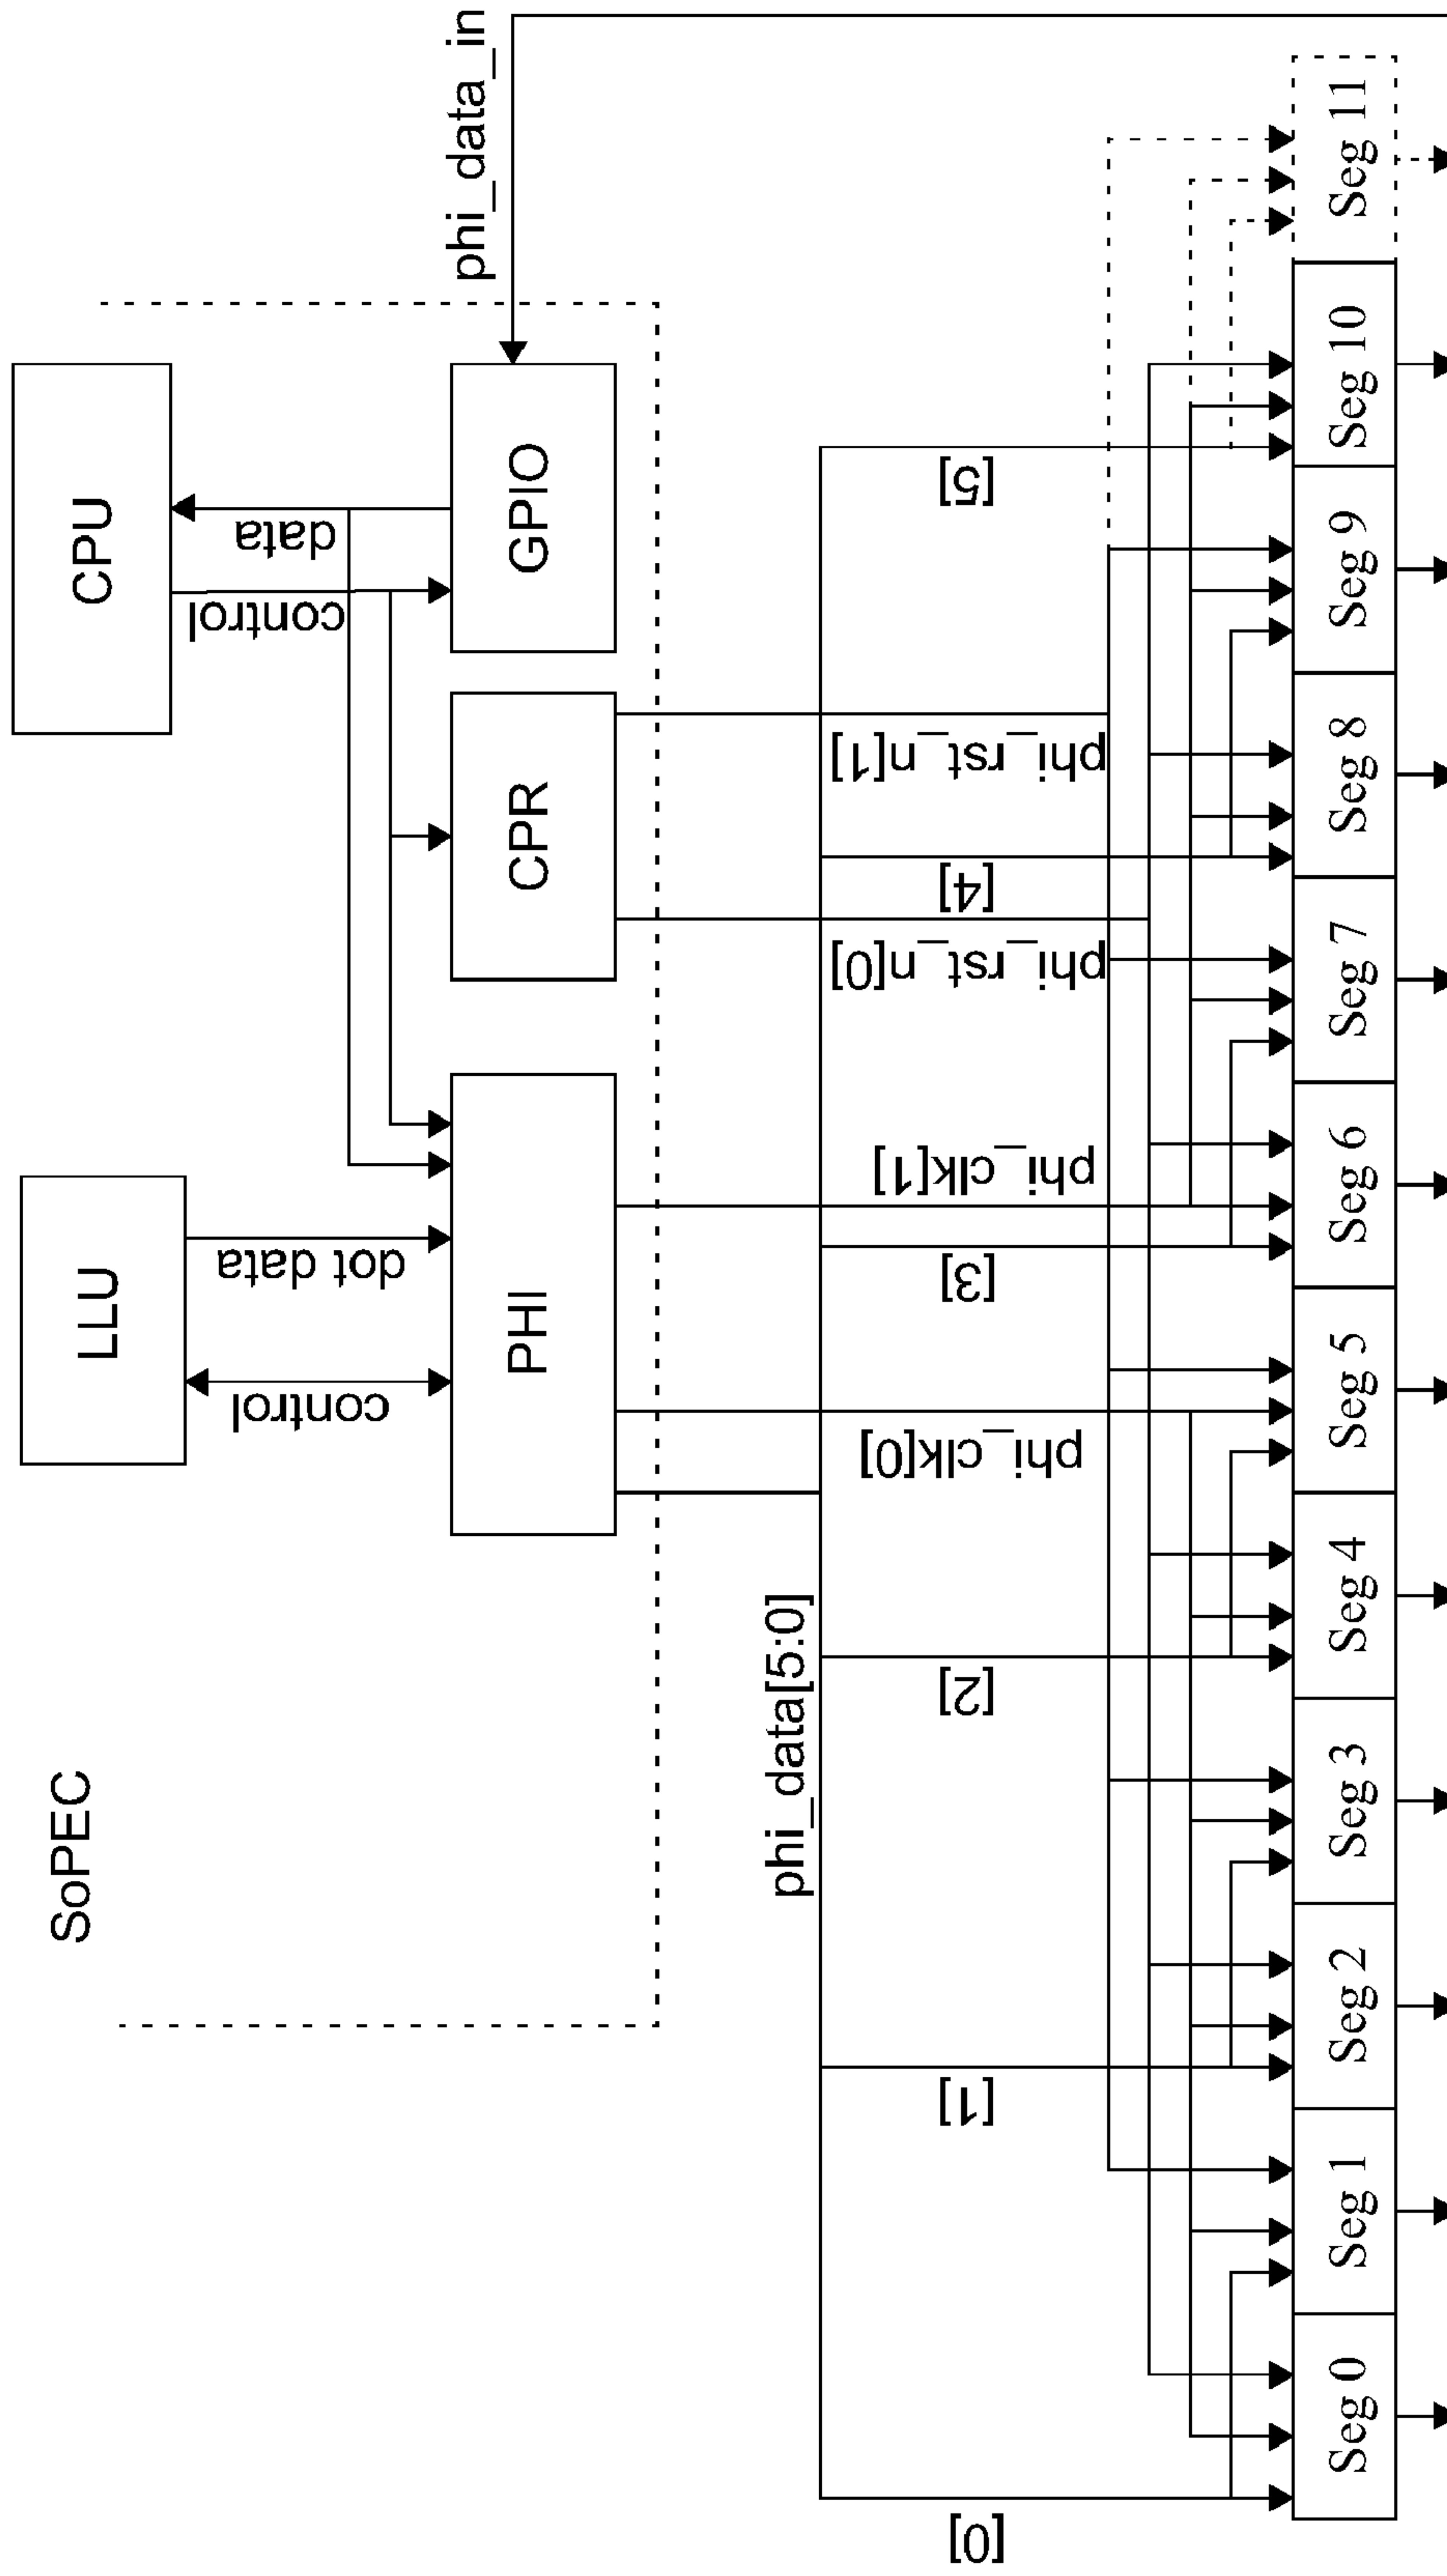 SoPEC
LLU
CPU
control
dot data
control
data
PHI
CPR
GPIO
phi_data_in
phi_data[5:0]
[0]
[1]
[2]
phi_clk[0]
[3]
phi_clk[1]
phi_rst_n[0]
[4]
phi_rst_n[1]
[5]
Seg 0
Seg 1
Seg 2
Seg 3
Seg 4
Seg 5
Seg 6
Seg 7
Seg 8
Seg 9
Seg 10
Seg 11